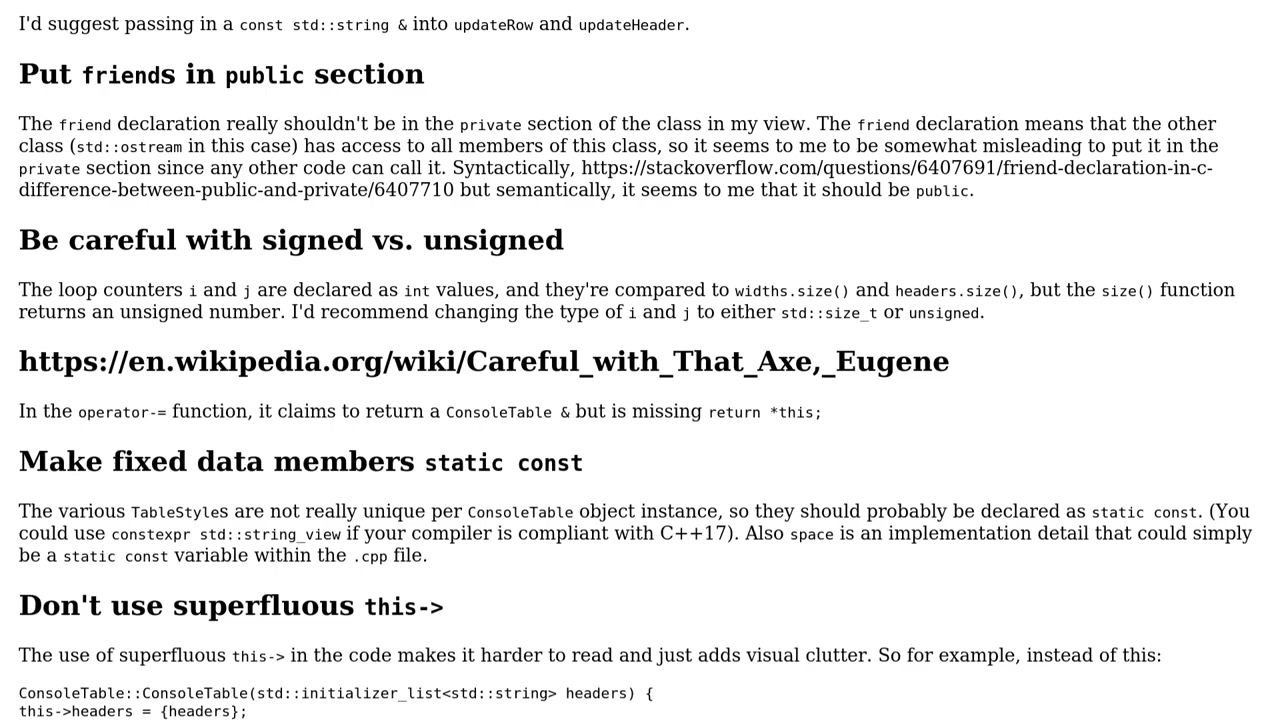 I'd suggest passing in a const std::string & into updateRow and updateHeader.
Put friends in public section
The friend declaration really shouldn't be in the private section of the class in my view. The friend declaration means that the other
class (std::ostream in this case) has access to all members of this class, so it seems to me to be somewhat misleading to put it in the
private section since any other code can call it. Syntactically, https://stackoverflow.com/questions/6407691/friend-declaration-in-c-
difference-between-public-and-private/6407710 but semantically, it seems to me that it should be public.
Be careful with signed vs. unsigned
The loop counters i and j are declared as int values, and they're compared to widths.size() and headers.size(), but the size() function
returns an unsigned number. I'd recommend changing the type of i and j to either std::size_t or unsigned.
https://en.wikipedia.org/wiki/Careful_with_That_Axe,_Eugene
In the operator-= function, it claims to return a ConsoleTable & but is missing return *this;
Make fixed data members static const
The various TableStyles are not really unique per ConsoleTable object instance, so they should probably be declared as static const. (You
could use constexpr std::string_view if your compiler is compliant with C++17). Also space is an implementation detail that could simply
be a static const variable within the .cpp file.
Don't use superfluous this->
The use of superfluous this-> in the code makes it harder to read and just adds visual clutter. So for example, instead of this:
ConsoleTable::ConsoleTable(std::initializer_list<std::string> headers) {
this->headers = {headers};